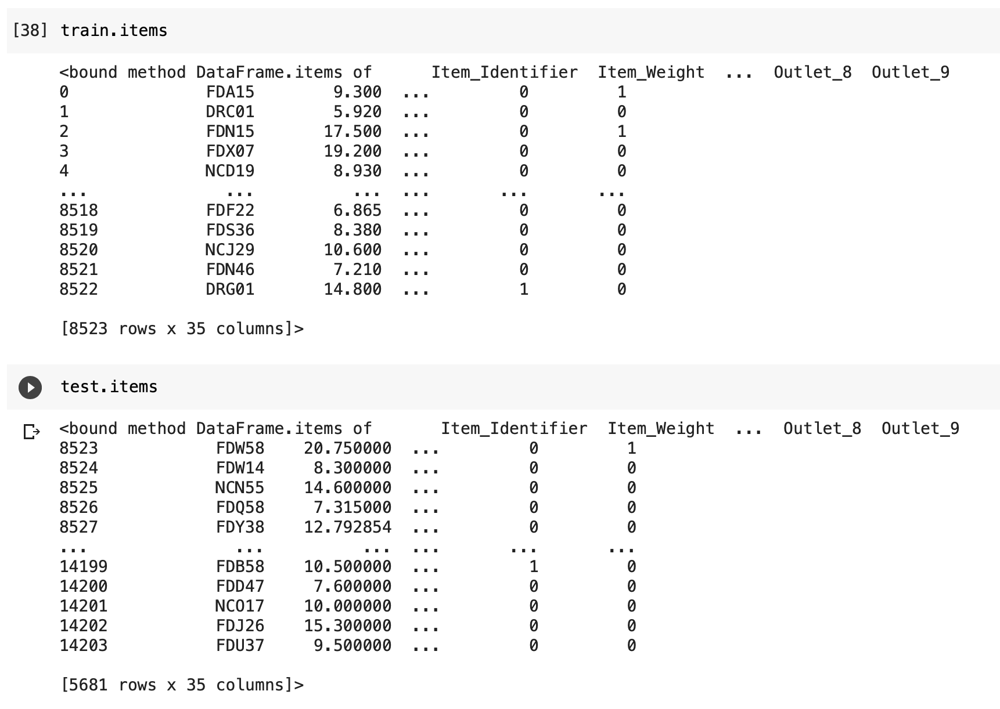 [38] train.items
<bound method DataFrame.items of      Item_Identifier  Item_Weight  ...  Outlet_8  Outlet_9
0              FDA15        9.300  ...         0         1
1              DRC01        5.920  ...         0         0
2              FDN15       17.500  ...         0         1
3              FDX07       19.200  ...         0         0
4              NCD19        8.930  ...         0         0
...              ...          ...  ...       ...       ...
8518           FDF22        6.865  ...         0         0
8519           FDS36        8.380  ...         0         0
8520           NCJ29       10.600  ...         0         0
8521           FDN46        7.210  ...         0         0
8522           DRG01       14.800  ...         1         0
[8523 rows x 35 columns]>
test.items
<bound method DataFrame.items of       Item_Identifier  Item_Weight  ...  Outlet_8  Outlet_9
8523            FDW58    20.750000  ...         0         1
8524            FDW14     8.300000  ...         0         0
8525            NCN55    14.600000  ...         0         0
8526            FDQ58     7.315000  ...         0         0
8527            FDY38    12.792854  ...         0         0
...               ...          ...  ...       ...       ...
14199           FDB58    10.500000  ...         1         0
14200           FDD47     7.600000  ...         0         0
14201           NCO17    10.000000  ...         0         0
14202           FDJ26    15.300000  ...         0         0
14203           FDU37     9.500000  ...         0         0
[5681 rows x 35 columns]>